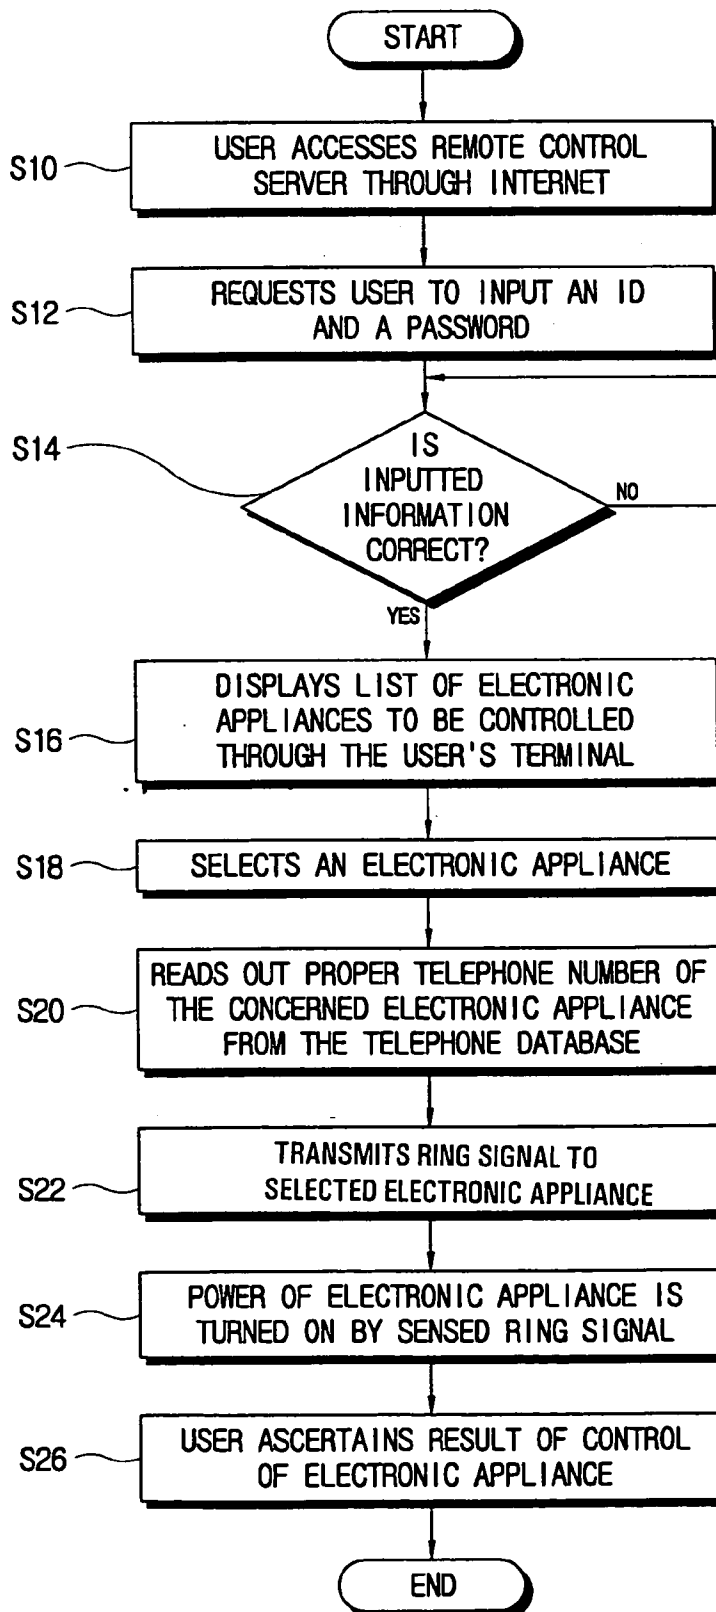 START
S10
USER ACCESSES REMOTE CONTROL
SERVER THROUGH INTERNET
S12
REQUESTS USER TO INPUT AN ID
AND A PASSWORD
S14
IS
INPUTTED
INFORMATION
CORRECT?
NO
YES
S16
DISPLAYS LIST OF ELECTRONIC
APPLIANCES TO BE CONTROLLED
THROUGH THE USER'S TERMINAL
S18
SELECTS AN ELECTRONIC APPLIANCE
S20
READS OUT PROPER TELEPHONE NUMBER OF
THE CONCERNED ELECTRONIC APPLIANCE
FROM THE TELEPHONE DATABASE
S22
TRANSMITS RING SIGNAL TO
SELECTED ELECTRONIC APPLIANCE
S24
POWER OF ELECTRONIC APPLIANCE IS
TURNED ON BY SENSED RING SIGNAL
S26
USER ASCERTAINS RESULT OF CONTROL
OF ELECTRONIC APPLIANCE
END